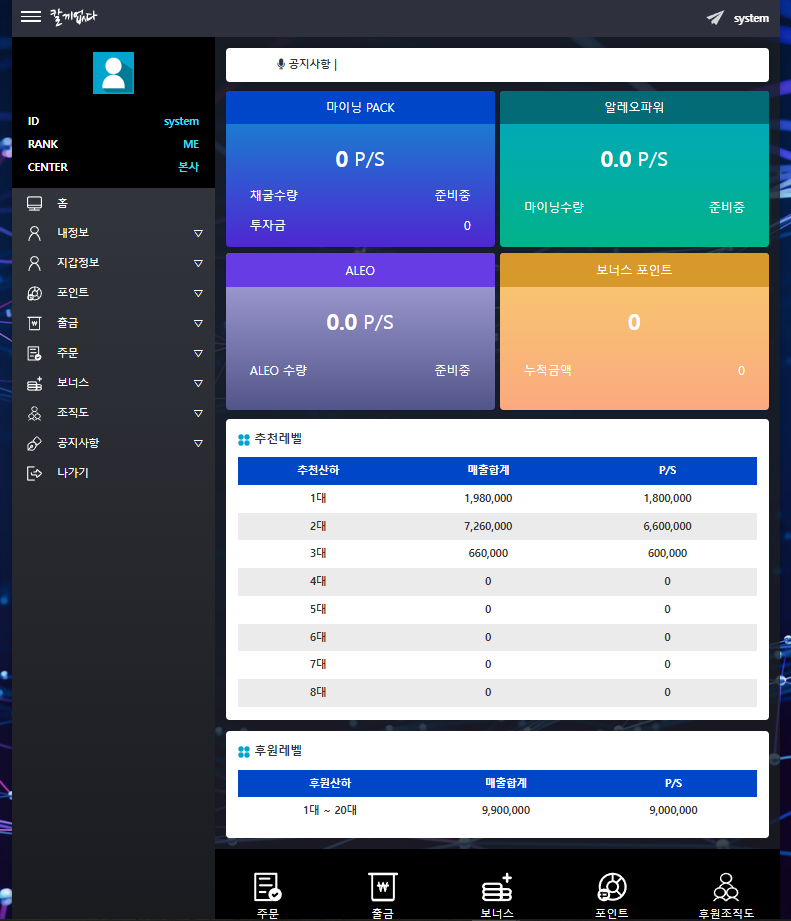 칼끼업사다
system
ID system
RANK ME
CENTER 본사
홈
내정보
지갑정보
포인트
출금
주문
보너스
조직도
공지사항
나가기
공지사항 |
마이닝 PACK
0 P/S
채굴수량 준비중
투자금 0
알레오파워
0.0 P/S
마이닝수량 준비중
ALEO
0.0 P/S
ALEO 수량 준비중
보너스 포인트
0
누적금액 0
추천레벨
추천산하 매출합계 P/S
1대 1,980,000 1,800,000
2대 7,260,000 6,600,000
3대 660,000 600,000
4대 0 0
5대 0 0
6대 0 0
7대 0 0
8대 0 0
후원레벨
후원산하 매출합계 P/S
1대 ~ 20대 9,900,000 9,000,000
주문 출금 보너스 포인트 후원조직도